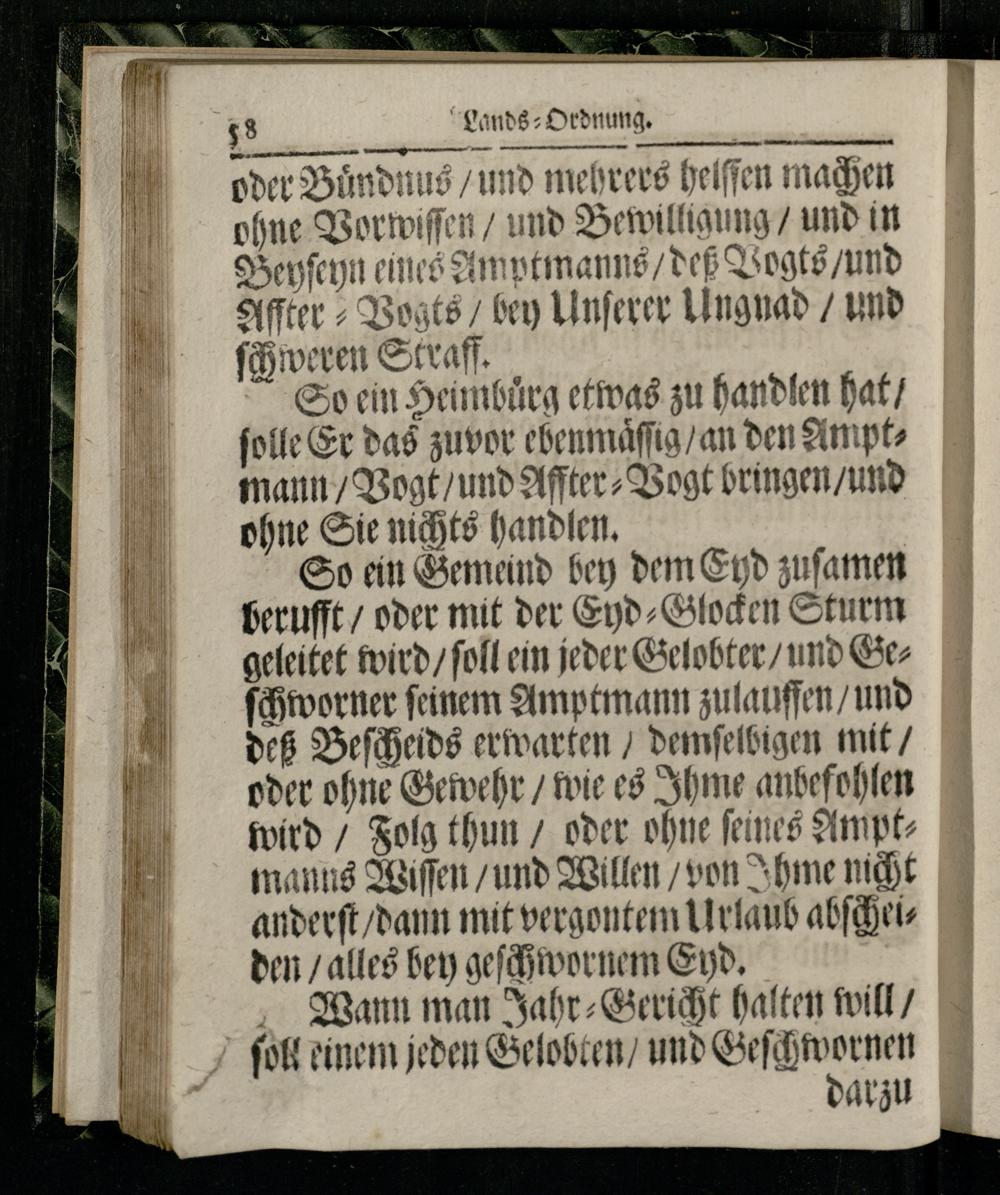 58 Lands-Ordnung.
oder Bündnus / und mehrers helffen machen
ohne Vorwissen / und Bewilligung / und in
Beyseyn eines Amptmanns / deß Vogts / und
Affter-Vogts / bey Unserer Ungnad / und
schweren Straff.
So ein Heimbürg etwas zu handlen hat /
solle Er das zuvor ebenmässig / an den Ampt-
mann / Vogt / und Affter-Vogt bringen / und
ohne Sie nichts handlen.
So ein Gemeind bey dem Eyd zusamen
berufft / oder mit der Eyd-Glocken Sturm
geleitet wird / soll ein jeder Gelobter / und Ge-
schworner seinem Amptmann zulauffen / und
deß Bescheids erwarten / demselbigen mit /
oder ohne Gewehr / wie es Ihme anbefohlen
wird / Folg thun / oder ohne seines Ampt-
manns Wissen / und Willen / von Ihme nicht
anderst / dann mit vergontem Urlaub abschei-
den / alles bey geschwornem Eyd.
Wann man Jahr-Gericht halten will /
soll einem jeden Gelobten / und Geschwornen
darzu